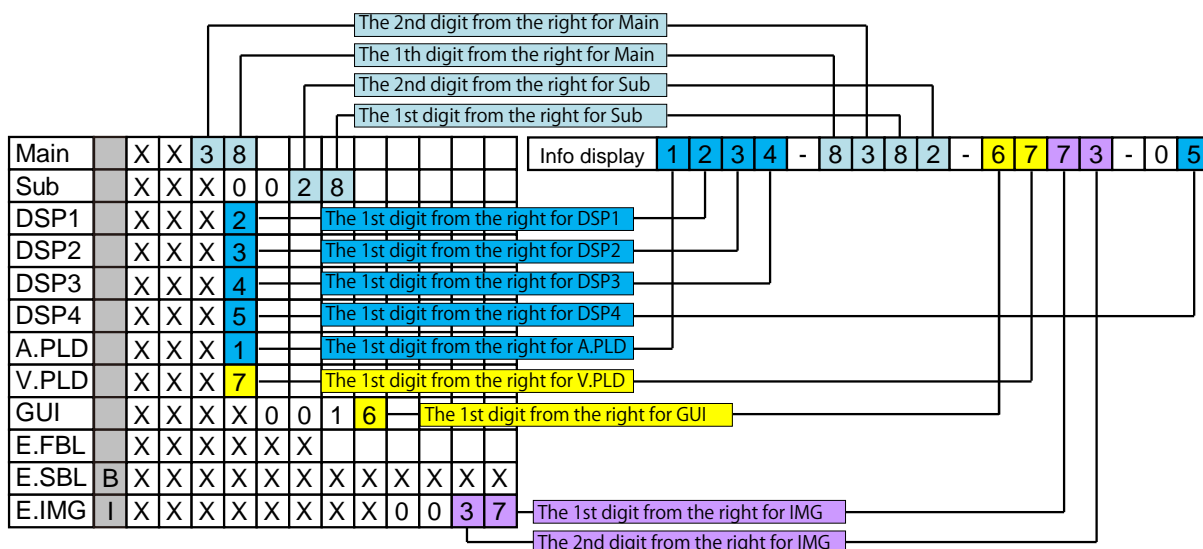 The 2nd digit from the right for Main
The 1th digit from the right for Main
The 2nd digit from the right for Sub
The 1st digit from the right for Sub
Main X X 3 8
Info display 1 2 3 4 - 8 3 8 2 - 6 7 7 3 - 0 5
Sub X X X 0 0 2 8
DSP1 X X X 2 The 1st digit from the right for DSP1
DSP2 X X X 3 The 1st digit from the right for DSP2
DSP3 X X X 4 The 1st digit from the right for DSP3
DSP4 X X X 5 The 1st digit from the right for DSP4
A.PLD X X X 1 The 1st digit from the right for A.PLD
V.PLD X X X 7 The 1st digit from the right for V.PLD
GUI X X X X 0 0 1 6 The 1st digit from the right for GUI
E.FBL X X X X X X
E.SBL B X X X X X X X X X X X X
E.IMG I X X X X X X X X 0 0 3 7 The 1st digit from the right for IMG
The 2nd digit from the right for IMG